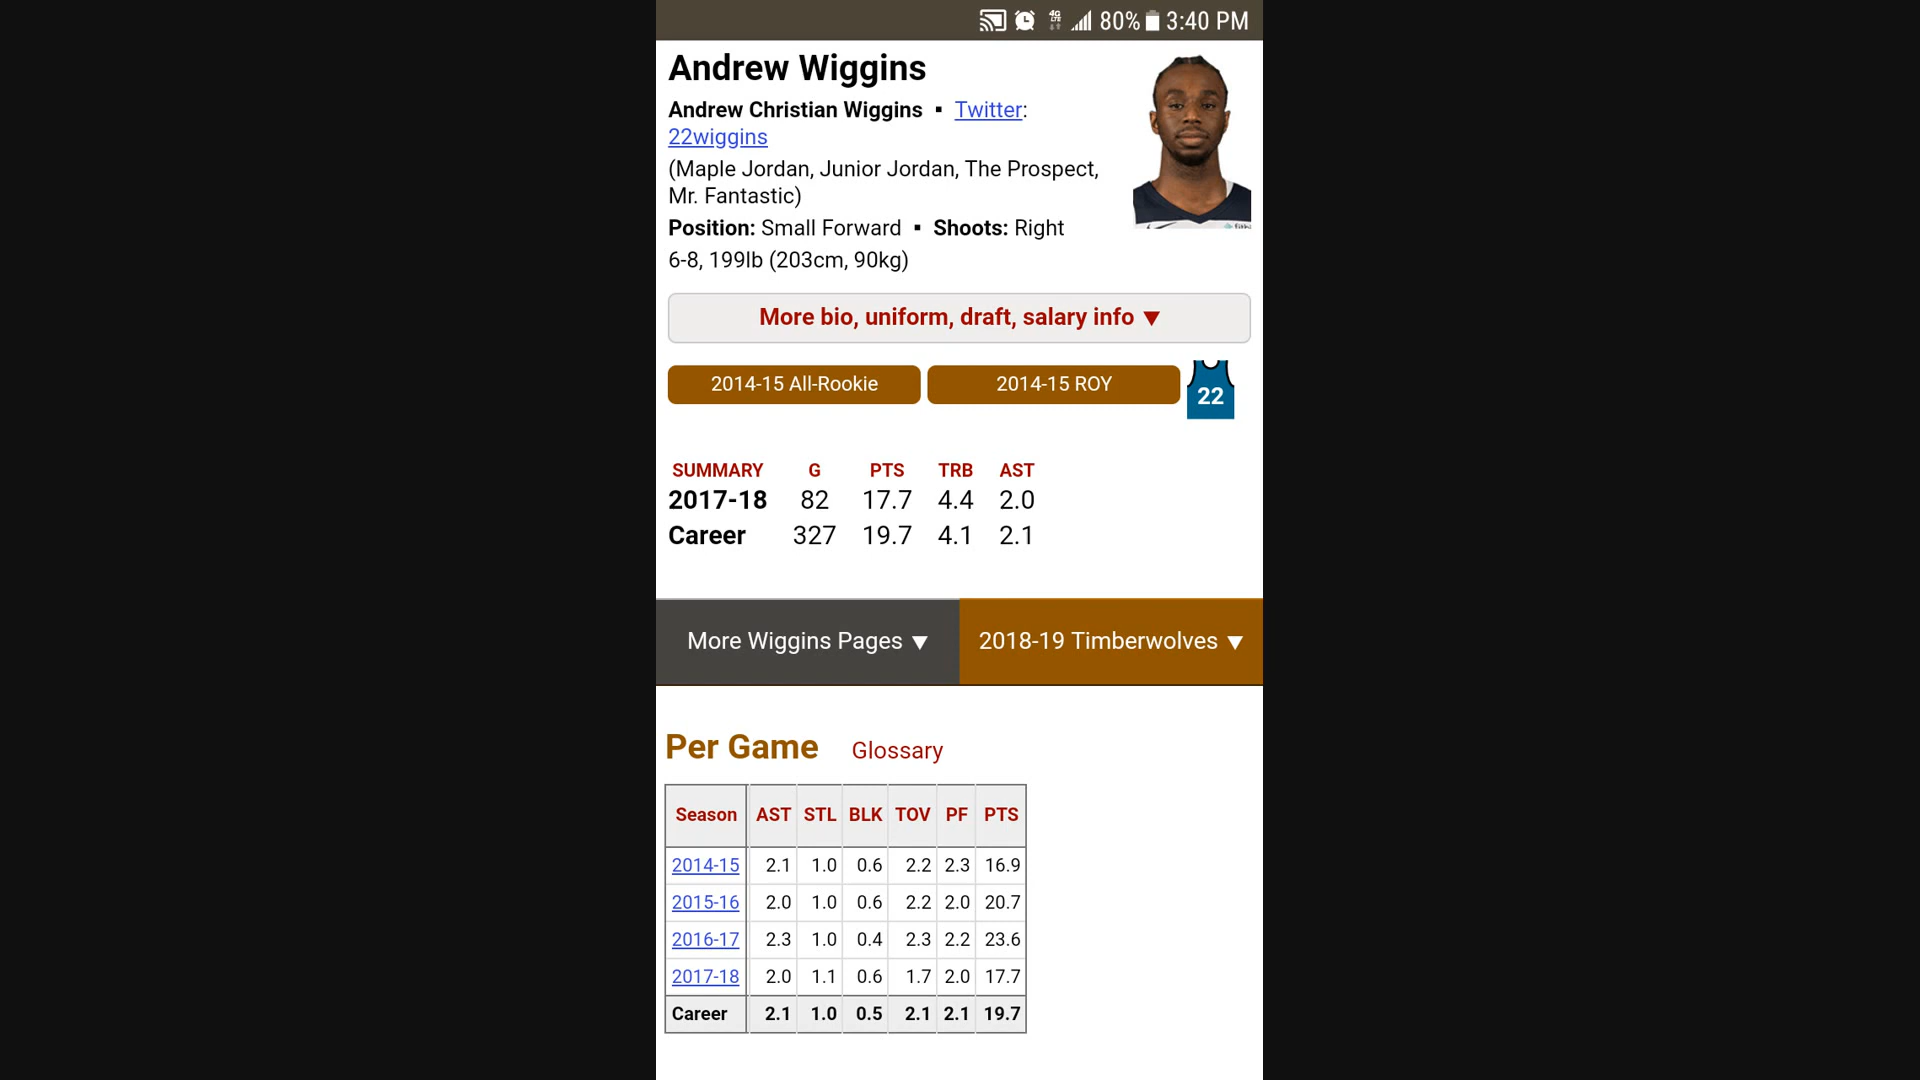 4G LTE 80% 3:40 PM
Andrew Wiggins
Andrew Christian Wiggins ▪ Twitter:
22wiggins
(Maple Jordan, Junior Jordan, The Prospect,
Mr. Fantastic)
Position: Small Forward ▪ Shoots: Right
6-8, 199lb (203cm, 90kg)
More bio, uniform, draft, salary info ▼
2014-15 All-Rookie 2014-15 ROY 22
SUMMARY G PTS TRB AST
2017-18 82 17.7 4.4 2.0
Career 327 19.7 4.1 2.1
More Wiggins Pages ▼ 2018-19 Timberwolves ▼
Per Game Glossary
Season AST STL BLK TOV PF PTS
2014-15 2.1 1.0 0.6 2.2 2.3 16.9
2015-16 2.0 1.0 0.6 2.2 2.0 20.7
2016-17 2.3 1.0 0.4 2.3 2.2 23.6
2017-18 2.0 1.1 0.6 1.7 2.0 17.7
Career 2.1 1.0 0.5 2.1 2.1 19.7